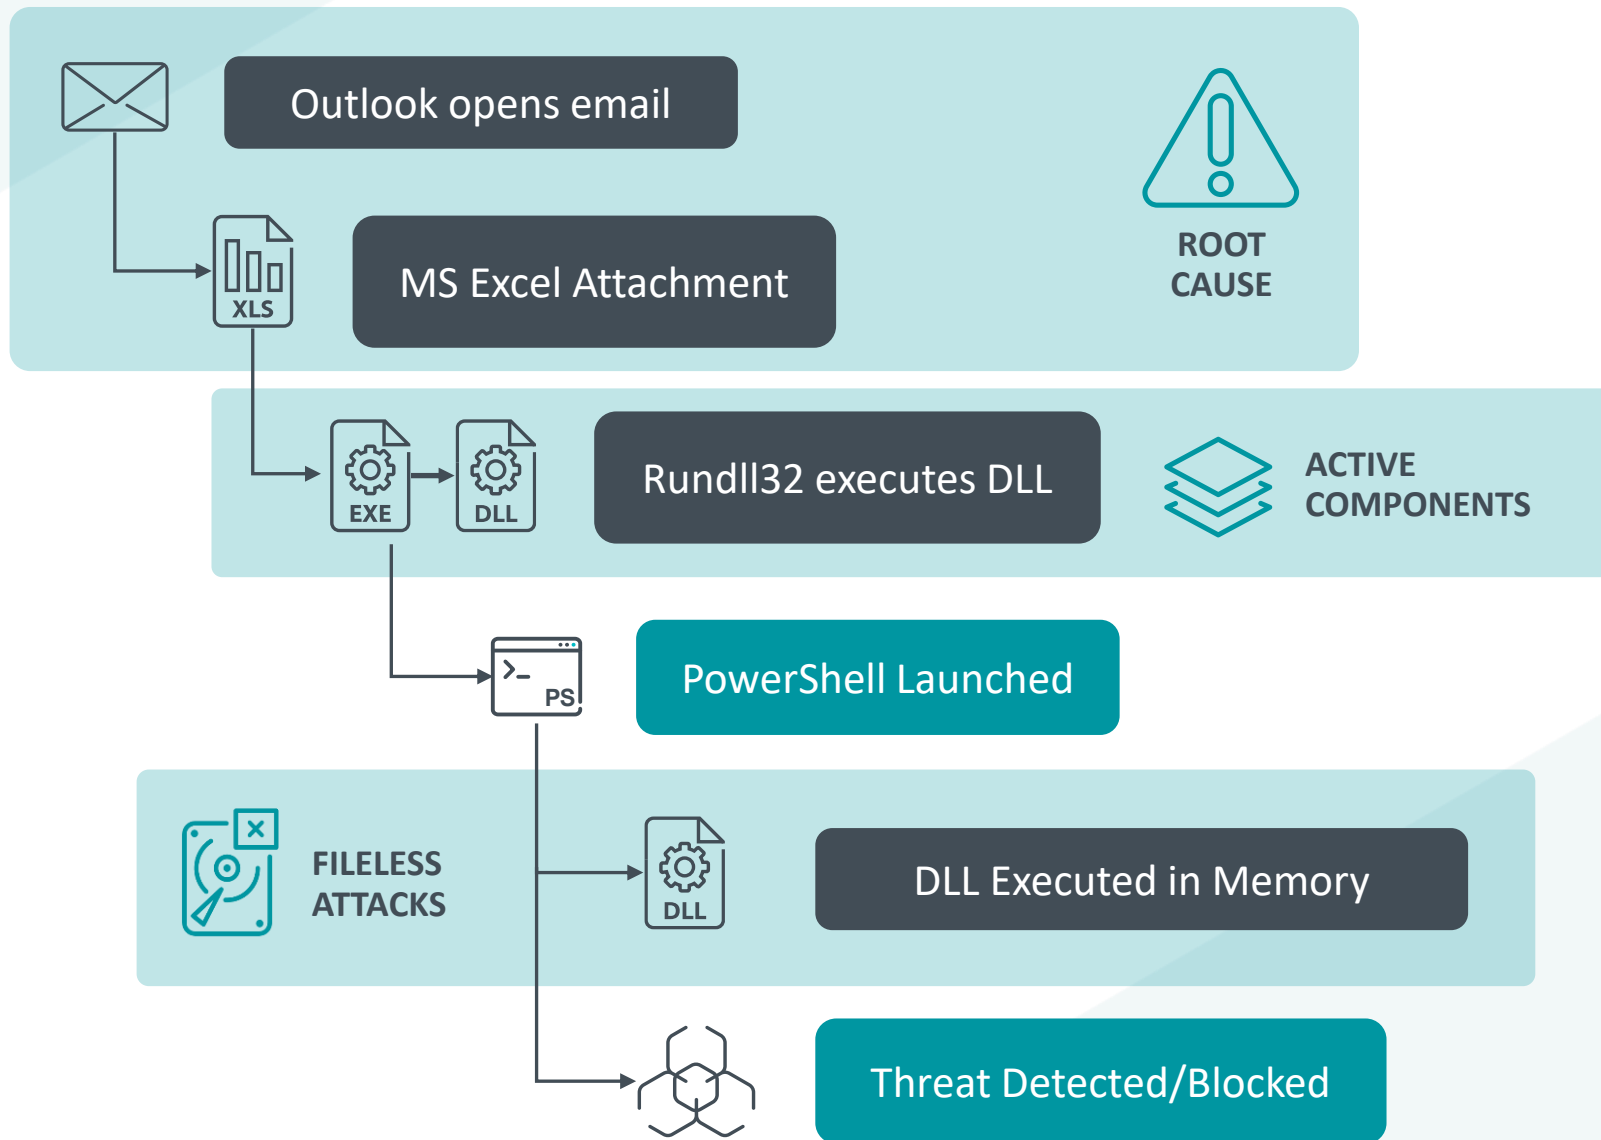 Outlook opens email
XLS
MS Excel Attachment
ROOT
CAUSE
EXE
DLL
Rundll32 executes DLL
ACTIVE
COMPONENTS
>_
PS
PowerShell Launched
FILELESS
ATTACKS
DLL
DLL Executed in Memory
Threat Detected/Blocked